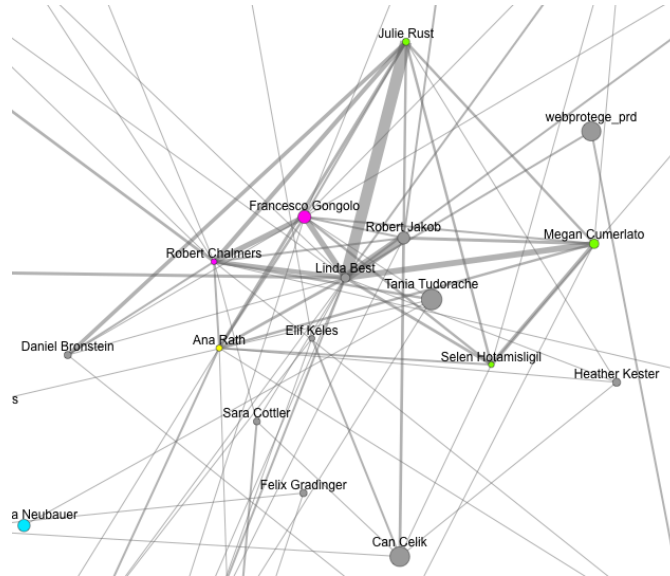 Julie Rust
webprotege_prd
Francesco Gongolo
Robert Jakob
Megan Cumerlato
Robert Chalmers
Linda Best
Tania Tudorache
Elif Keles
Ana Rath
Daniel Bronstein
Selen Hotamisligil
Heather Kester
s
Sara Cottler
Felix Gradinger
a Neubauer
Can Celik